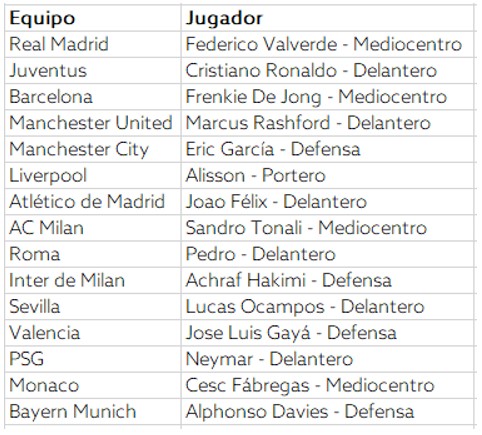 Equipo Jugador
Real Madrid Federico Valverde - Mediocentro
Juventus Cristiano Ronaldo - Delantero
Barcelona Frenkie De Jong - Mediocentro
Manchester United Marcus Rashford - Delantero
Manchester City Eric García - Defensa
Liverpool Alisson - Portero
Atlético de Madrid Joao Félix - Delantero
AC Milan Sandro Tonali - Mediocentro
Roma Pedro - Delantero
Inter de Milan Achraf Hakimi - Defensa
Sevilla Lucas Ocampos - Delantero
Valencia Jose Luis Gayá - Defensa
PSG Neymar - Delantero
Monaco Cesc Fábregas - Mediocentro
Bayern Munich Alphonso Davies - Defensa